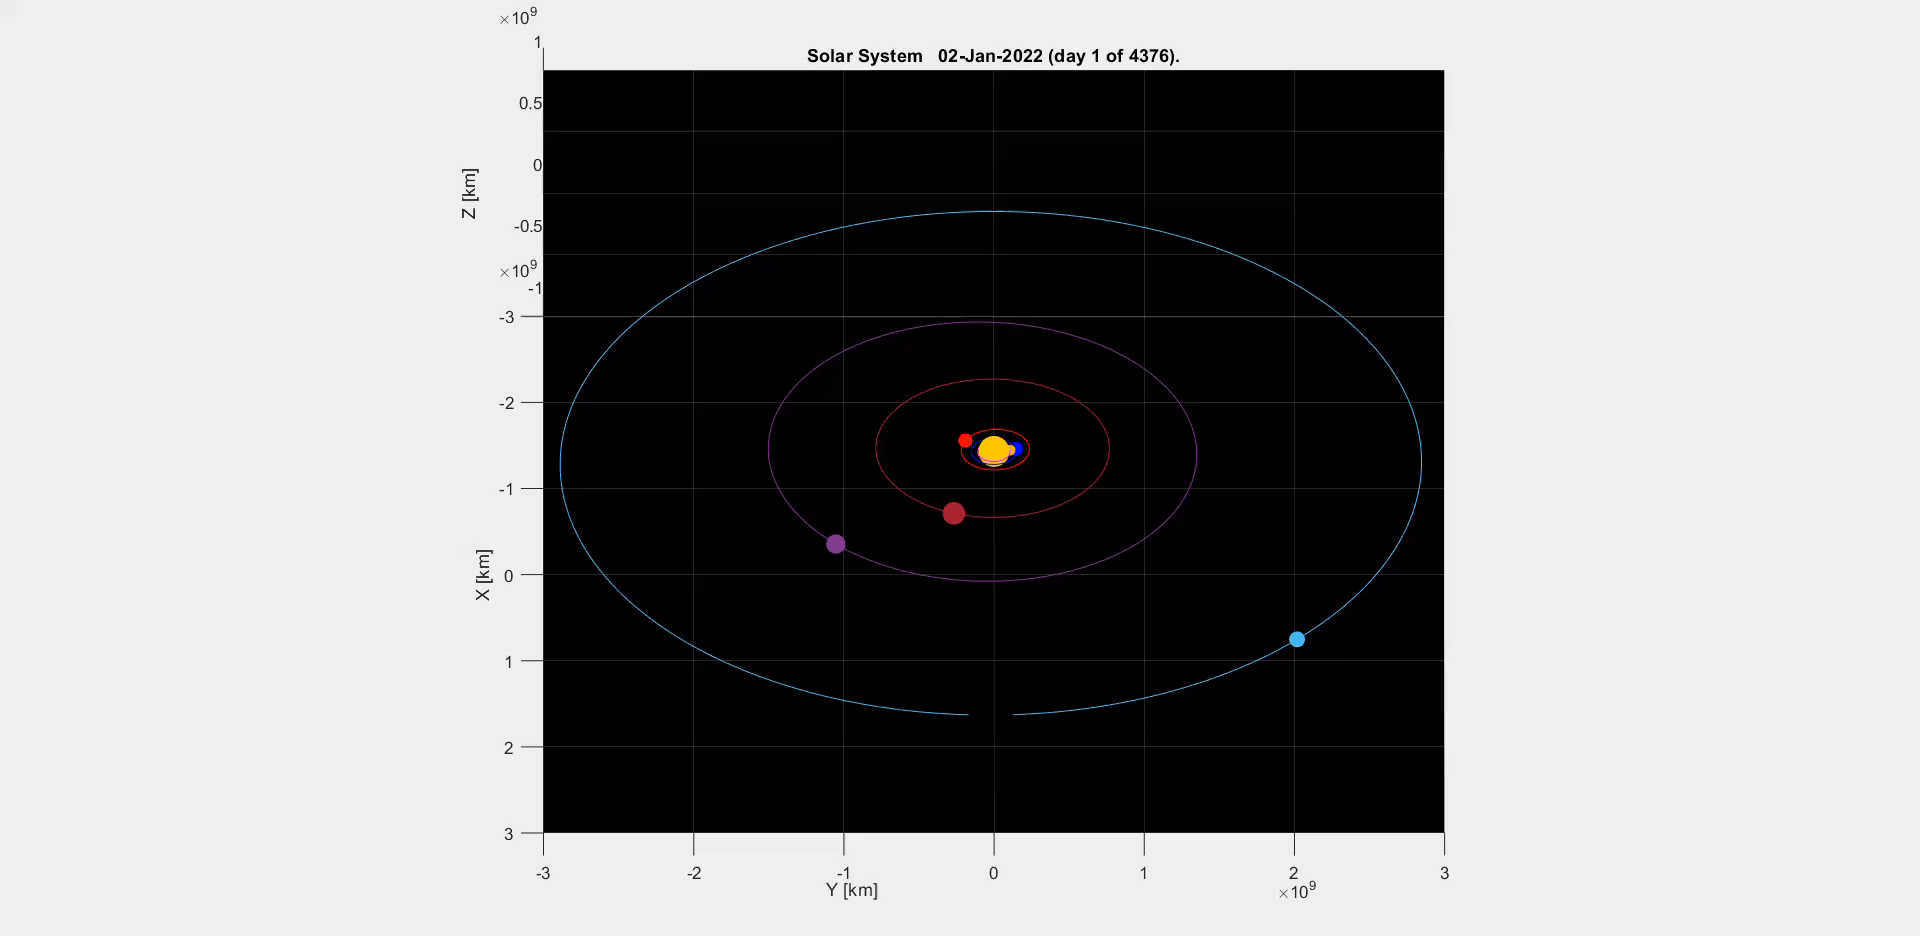 ×10⁹
1
Solar System 02-Jan-2022 (day 1 of 4376).
0.5
0
Z [km]
-0.5
×10⁹
-1
-3
-2
-1
X [km]
0
1
2
3
-3 -2 -1 0 1 2 3
Y [km] ×10⁹